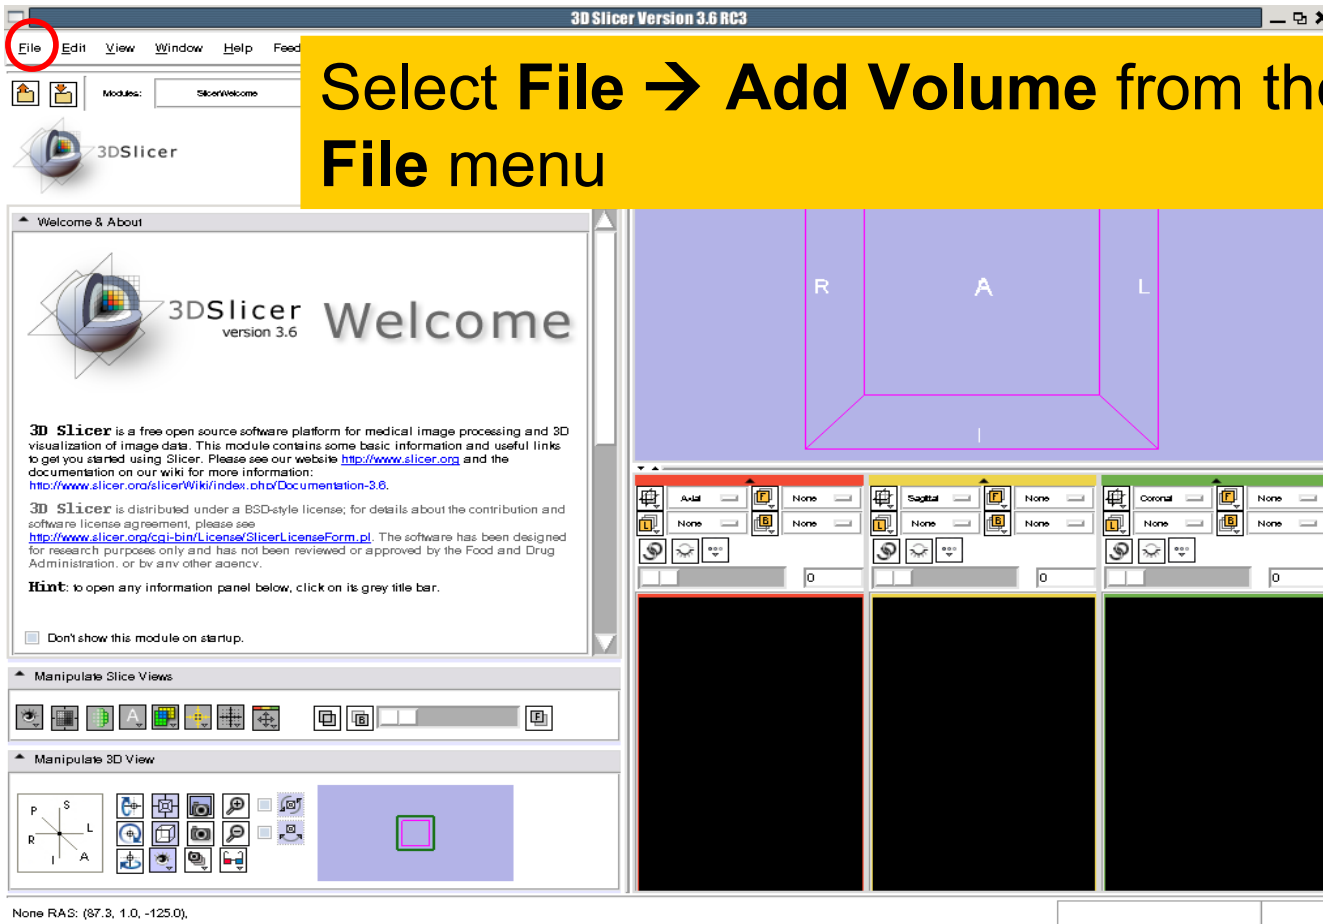 3D Slicer Version 3.6 RC3
File Edit View Window Help Feed
Select File → Add Volume from the
File menu
Modules: SlicerWelcome
3DSlicer
Welcome & About
3DSlicer
version 3.6
Welcome
3D Slicer is a free open source software platform for medical image processing and 3D
visualization of image data. This module contains some basic information and useful links
to get you started using Slicer. Please see our website http://www.slicer.org and the
documentation on our wiki for more information:
http://www.slicer.org/slicerWiki/index.php/Documentation-3.6.
3D Slicer is distributed under a BSD-style license; for details about the contribution and
software license agreement, please see
http://www.slicer.org/cgi-bin/License/SlicerLicenseForm.pl. The software has been designed
for research purposes only and has not been reviewed or approved by the Food and Drug
Administration, or by any other agency.
Hint: to open any information panel below, click on its grey title bar.
Don't show this module on startup.
Manipulate Slice Views
A
B
F
Manipulate 3D View
P S
R L
I A
R A L
I
Axial F None
L None B None
0
Sagittal F None
L None B None
0
Coronal F None
L None B None
0
None RAS: (87.3, 1.0, -125.0),